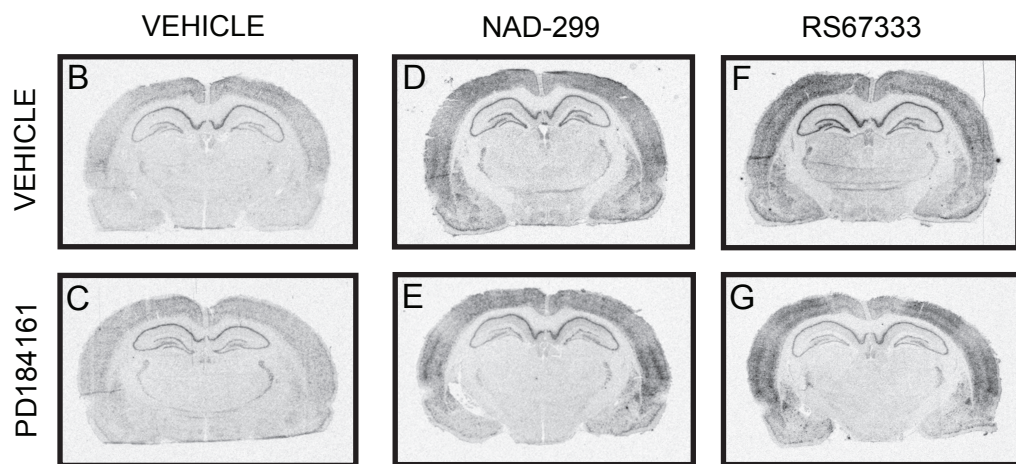 VEHICLE NAD-299 RS67333
VEHICLE
B D F
PD184161
C E G